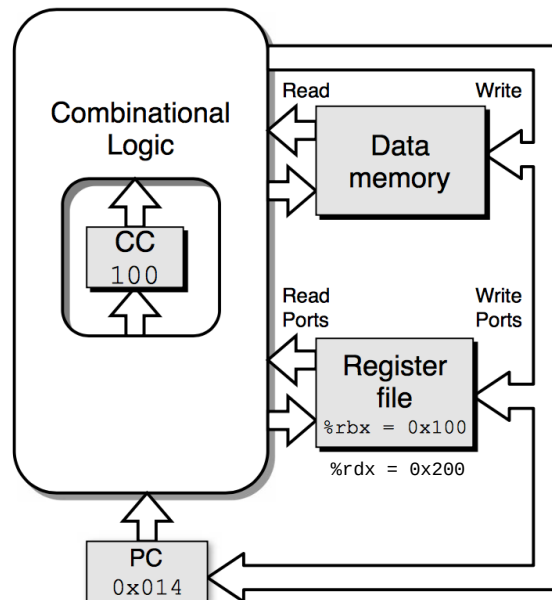 Combinational
Logic
CC
100
Read
Write
Data
memory
Read
Ports
Write
Ports
Register
file
%rbx = 0x100
%rdx = 0x200
PC
0x014